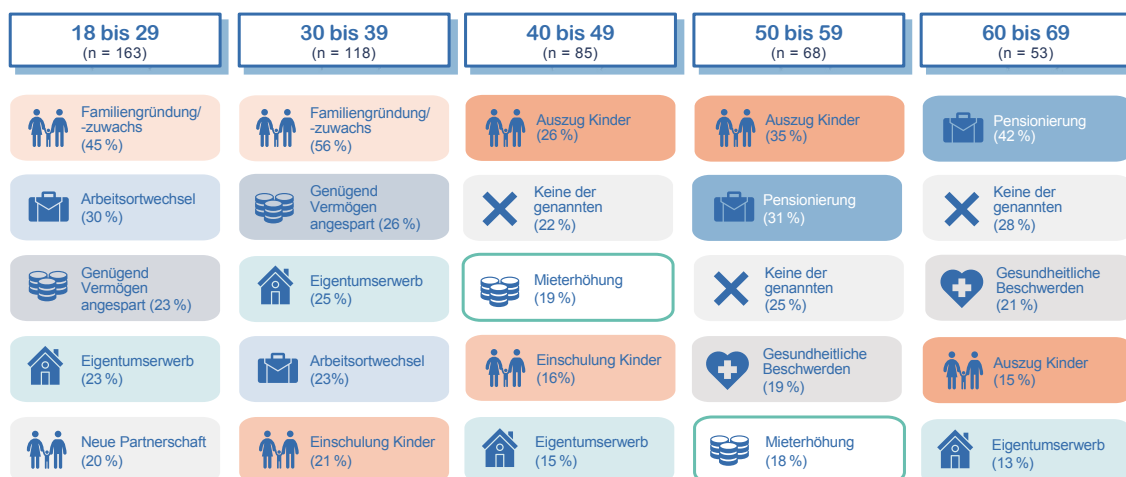 18 bis 29
(n = 163)
30 bis 39
(n = 118)
40 bis 49
(n = 85)
50 bis 59
(n = 68)
60 bis 69
(n = 53)
Familiengründung/
-zuwachs
(45 %)
Familiengründung/
-zuwachs
(56 %)
Auszug Kinder
(26 %)
Auszug Kinder
(35 %)
Pensionierung
(42 %)
Arbeitsortwechsel
(30 %)
Genügend
Vermögen
angespart (26 %)
Keine der
genannten
(22 %)
Pensionierung
(31 %)
Keine der
genannten
(28 %)
Genügend
Vermögen
angespart (23 %)
Eigentumserwerb
(25 %)
Mieterhöhung
(19 %)
Keine der
genannten
(25 %)
Gesundheitliche
Beschwerden
(21 %)
Eigentumserwerb
(23 %)
Arbeitsortwechsel
(23%)
Einschulung Kinder
(16%)
Gesundheitliche
Beschwerden
(19 %)
Auszug Kinder
(15 %)
Neue Partnerschaft
(20 %)
Einschulung Kinder
(21 %)
Eigentumserwerb
(15 %)
Mieterhöhung
(18 %)
Eigentumserwerb
(13 %)